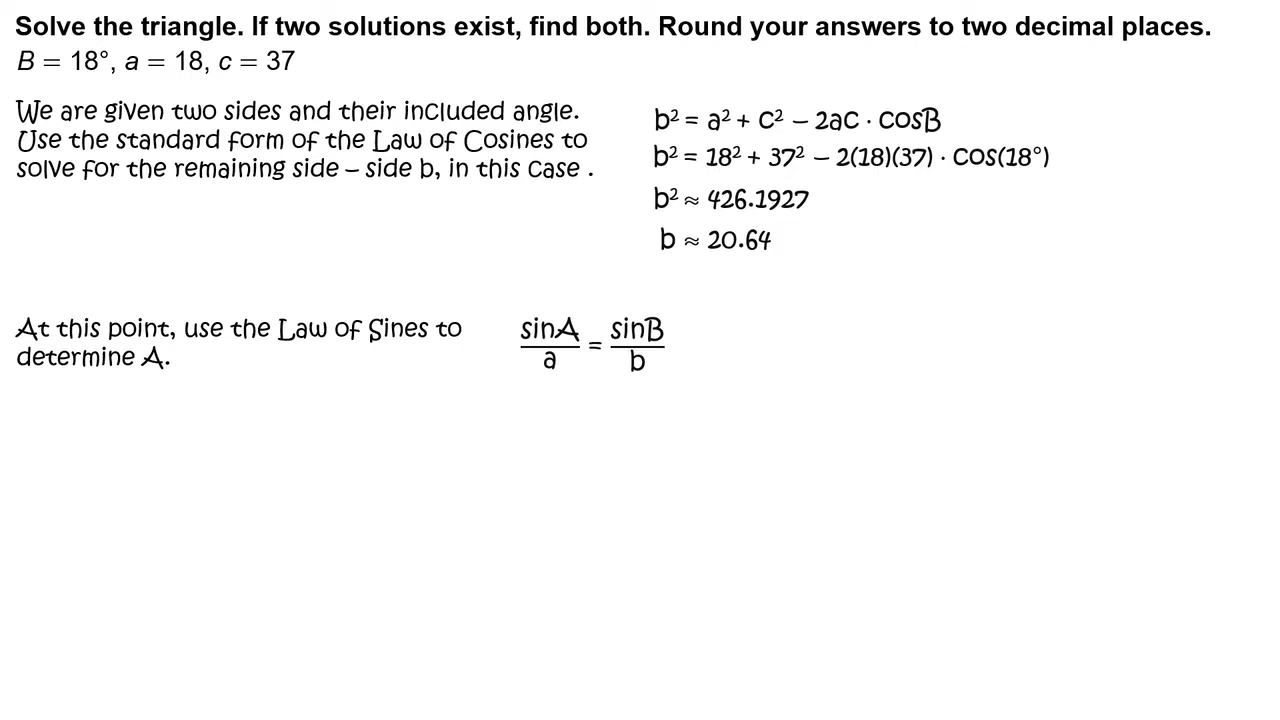 Solve the triangle. If two solutions exist, find both. Round your answers to two decimal places.
B = 18°, a = 18, c = 37
We are given two sides and their included angle.
Use the standard form of the Law of Cosines to
solve for the remaining side – side b, in this case .
b² = a² + c² – 2ac · cosB
b² = 18² + 37² – 2(18)(37) · cos(18°)
b² ≈ 426.1927
b ≈ 20.64
At this point, use the Law of Sines to
determine A.
sinA/a = sinB/b